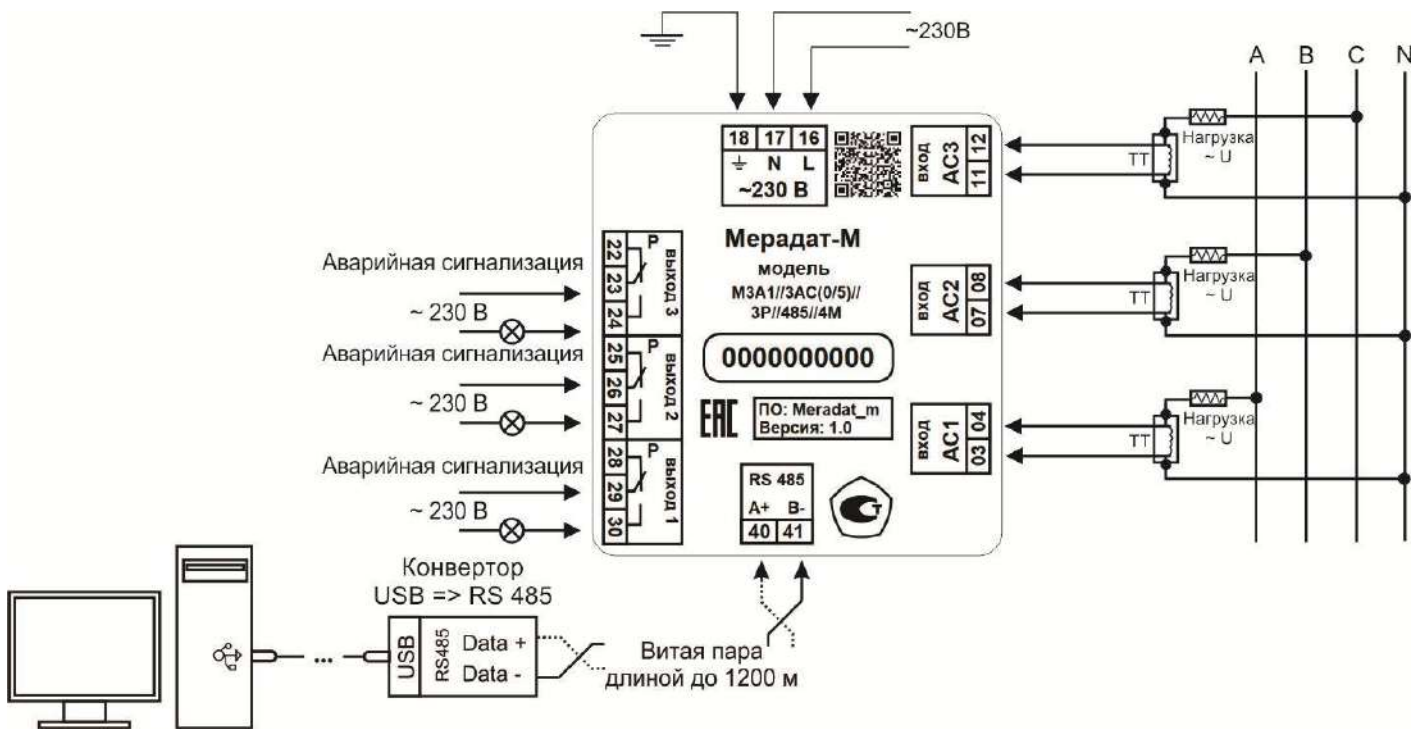 ~230В
A B C N
18 17 16
N L
~230 В
вход
AC3
11 12
ТТ
Нагрузка
~ U
Мерадат-М
модель
М3А1//3АС(0/5)//
3Р//485//4М
0000000000
EAC
ПО: Meradat_m
Версия: 1.0
вход
AC2
07 08
ТТ
Нагрузка
~ U
вход
AC1
03 04
ТТ
Нагрузка
~ U
Аварийная сигнализация
~ 230 В
22 23 24
Р
выход 3
Аварийная сигнализация
~ 230 В
25 26 27
Р
выход 2
Аварийная сигнализация
~ 230 В
28 29 30
Р
выход 1
RS 485
A+ B-
40 41
СТ
Конвертор
USB => RS 485
USB
RS485
Data +
Data -
...
Витая пара
длиной до 1200 м